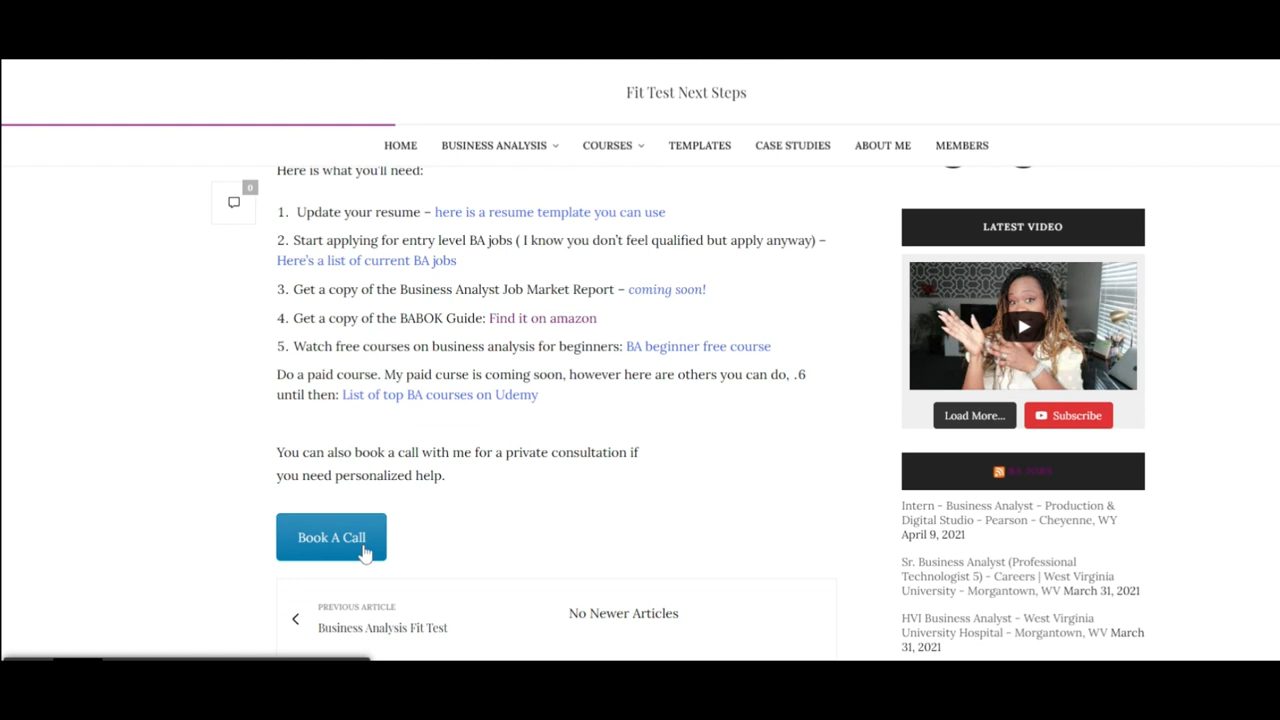 Fit Test Next Steps
HOME BUSINESS ANALYSIS COURSES TEMPLATES CASE STUDIES ABOUT ME MEMBERS
Here is what you'll need:
0
1. Update your resume – here is a resume template you can use
2. Start applying for entry level BA jobs ( I know you don't feel qualified but apply anyway) –
Here's a list of current BA jobs
3. Get a copy of the Business Analyst Job Market Report – coming soon!
4. Get a copy of the BABOK Guide: Find it on amazon
5. Watch free courses on business analysis for beginners: BA beginner free course
Do a paid course. My paid curse is coming soon, however here are others you can do, .6
until then: List of top BA courses on Udemy
You can also book a call with me for a private consultation if
you need personalized help.
Book A Call
PREVIOUS ARTICLE
Business Analysis Fit Test
No Newer Articles
LATEST VIDEO
Load More... Subscribe
BA JOBS
Intern - Business Analyst - Production &
Digital Studio - Pearson - Cheyenne, WY
April 9, 2021
Sr. Business Analyst (Professional
Technologist 5) - Careers | West Virginia
University - Morgantown, WV March 31, 2021
HVI Business Analyst - West Virginia
University Hospital - Morgantown, WV March
31, 2021